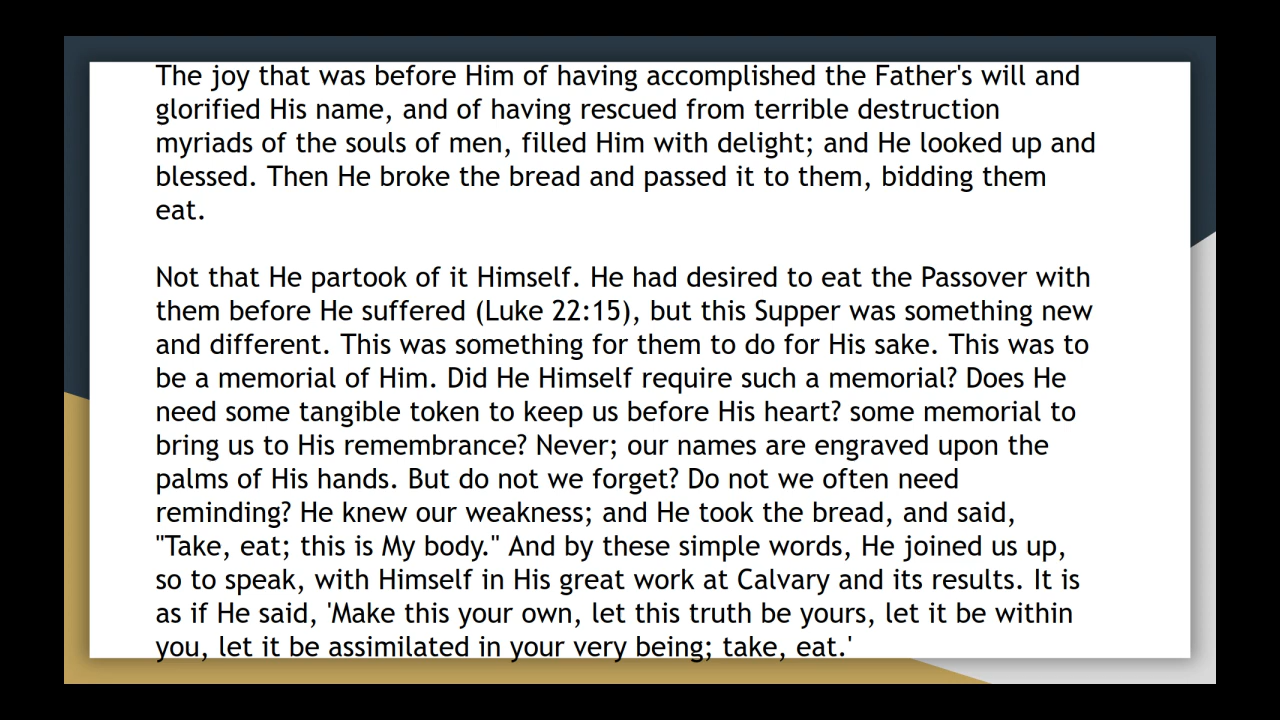 The joy that was before Him of having accomplished the Father's will and
glorified His name, and of having rescued from terrible destruction
myriads of the souls of men, filled Him with delight; and He looked up and
blessed. Then He broke the bread and passed it to them, bidding them
eat.
Not that He partook of it Himself. He had desired to eat the Passover with
them before He suffered (Luke 22:15), but this Supper was something new
and different. This was something for them to do for His sake. This was to
be a memorial of Him. Did He Himself require such a memorial? Does He
need some tangible token to keep us before His heart? some memorial to
bring us to His remembrance? Never; our names are engraved upon the
palms of His hands. But do not we forget? Do not we often need
reminding? He knew our weakness; and He took the bread, and said,
"Take, eat; this is My body." And by these simple words, He joined us up,
so to speak, with Himself in His great work at Calvary and its results. It is
as if He said, 'Make this your own, let this truth be yours, let it be within
you, let it be assimilated in your very being; take, eat.'